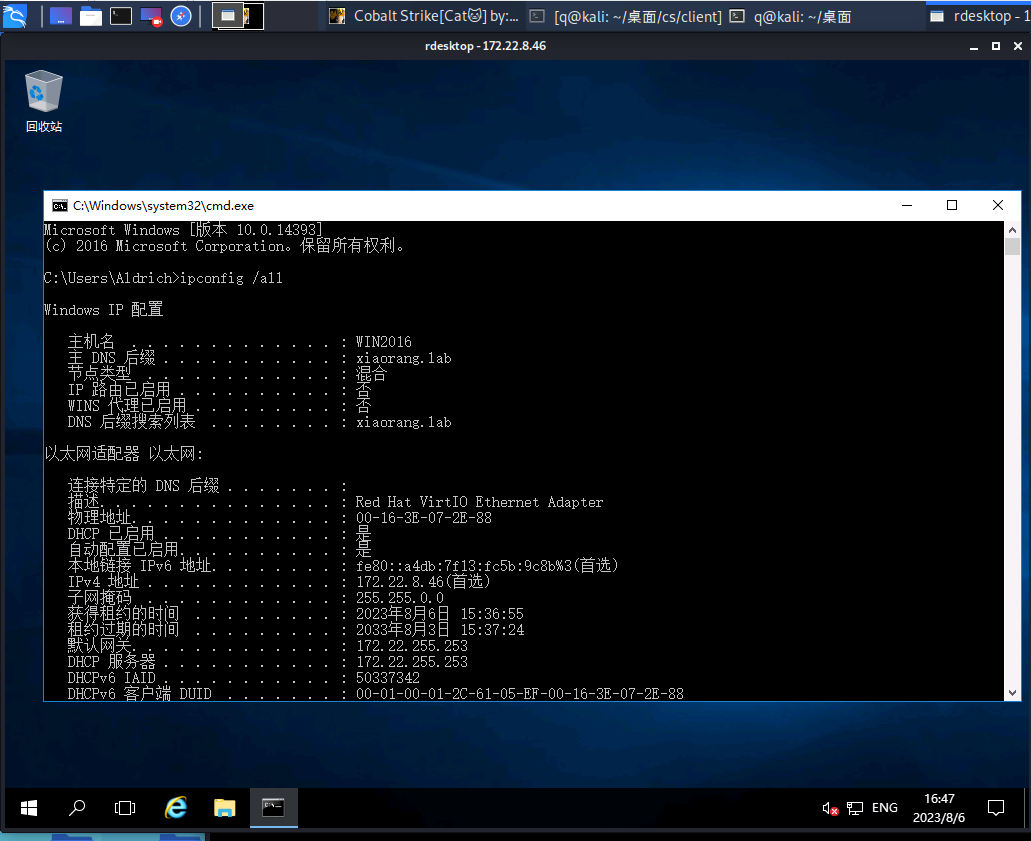 Cobalt Strike[Cat🐱] by:...
[q@kali: ~/桌面/cs/client]
q@kali: ~/桌面
rdesktop - 1
rdesktop - 172.22.8.46
回收站
C:\Windows\system32\cmd.exe
Microsoft Windows [版本 10.0.14393]
(c) 2016 Microsoft Corporation。保留所有权利。
C:\Users\Aldrich>ipconfig /all
Windows IP 配置
主机名 . . . . . . . . . . . . . : WIN2016
主 DNS 后缀 . . . . . . . . . . . : xiaorang.lab
节点类型 . . . . . . . . . . . . : 混合
IP 路由已启用 . . . . . . . . . . : 否
WINS 代理已启用 . . . . . . . . . : 否
DNS 后缀搜索列表 . . . . . . . . : xiaorang.lab
以太网适配器 以太网:
连接特定的 DNS 后缀 . . . . . . . :
描述. . . . . . . . . . . . . . . : Red Hat VirtIO Ethernet Adapter
物理地址. . . . . . . . . . . . . : 00-16-3E-07-2E-88
DHCP 已启用 . . . . . . . . . . . : 是
自动配置已启用. . . . . . . . . . : 是
本地链接 IPv6 地址. . . . . . . . : fe80::a4db:7f13:fc5b:9c8b%3(首选)
IPv4 地址 . . . . . . . . . . . . : 172.22.8.46(首选)
子网掩码 . . . . . . . . . . . . : 255.255.0.0
获得租约的时间 . . . . . . . . . : 2023年8月6日 15:36:55
租约过期的时间 . . . . . . . . . : 2033年8月3日 15:37:24
默认网关. . . . . . . . . . . . . : 172.22.255.253
DHCP 服务器 . . . . . . . . . . . : 172.22.255.253
DHCPv6 IAID . . . . . . . . . . . : 50337342
DHCPv6 客户端 DUID . . . . . . . : 00-01-00-01-2C-61-05-EF-00-16-3E-07-2E-88
ENG
16:47
2023/8/6